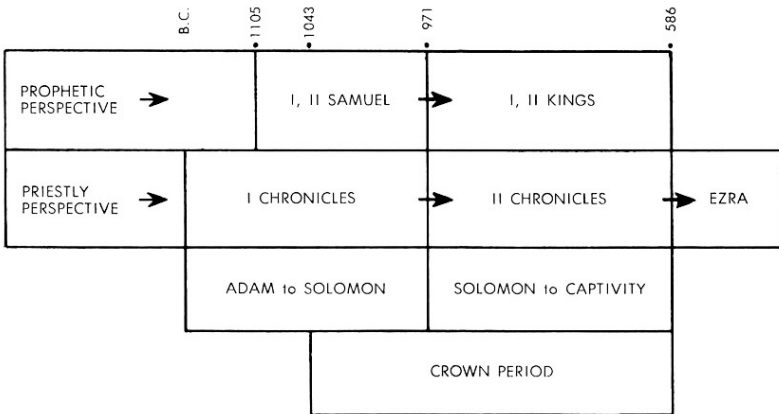 B.C. 1105 1043 971 586
PROPHETIC
PERSPECTIVE
I, II SAMUEL
I, II KINGS
PRIESTLY
PERSPECTIVE
I CHRONICLES
II CHRONICLES
EZRA
ADAM to SOLOMON
SOLOMON to CAPTIVITY
CROWN PERIOD